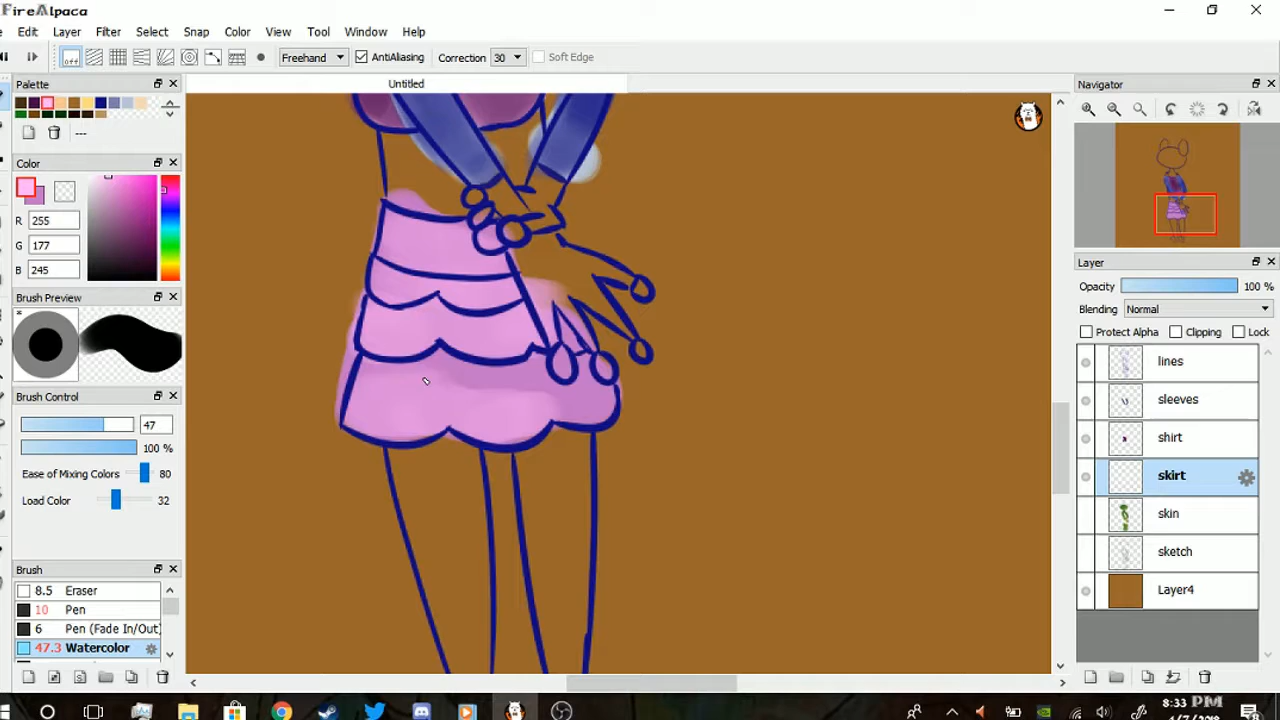 FireAlpaca
Edit Layer Filter Select Snap Color View Tool Window Help
off Freehand AntiAliasing Correction 30 Soft Edge
Palette
Untitled
Navigator
---
Color
R 255
G 177
B 245
Brush Preview
Layer
Opacity 100 %
Blending Normal
Protect Alpha Clipping Lock
lines
sleeves
shirt
skirt
skin
sketch
Layer4
Brush Control
47
100 %
Ease of Mixing Colors 80
Load Color 32
Brush
8.5 Eraser
10 Pen
6 Pen (Fade In/Out)
47.3 Watercolor
8:33 PM